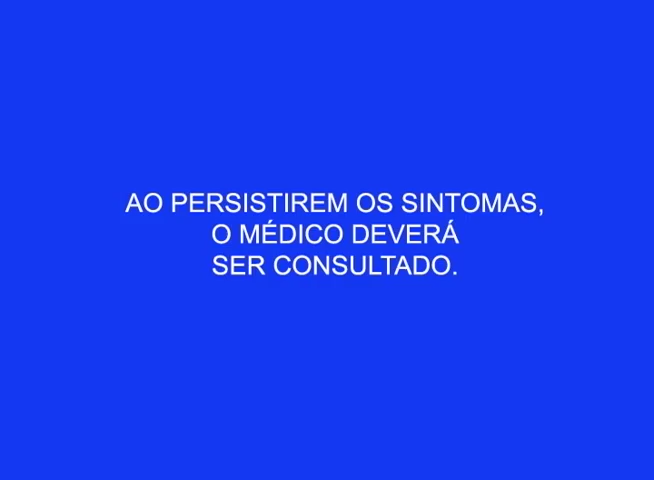 AO PERSISTIREM OS SINTOMAS,
O MÉDICO DEVERÁ
SER CONSULTADO.